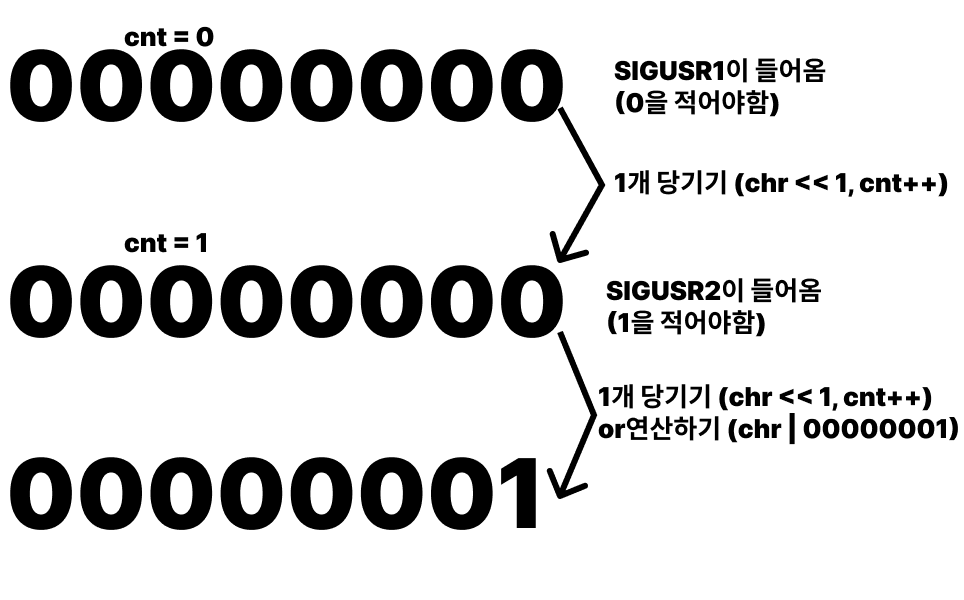 cnt = 0
00000000
SIGUSR1이 들어옴
(0을 적어야함)
1개 당기기 (chr << 1, cnt++)
cnt = 1
00000000
SIGUSR2이 들어옴
(1을 적어야함)
1개 당기기 (chr << 1, cnt++)
or연산하기 (chr | 00000001)
00000001